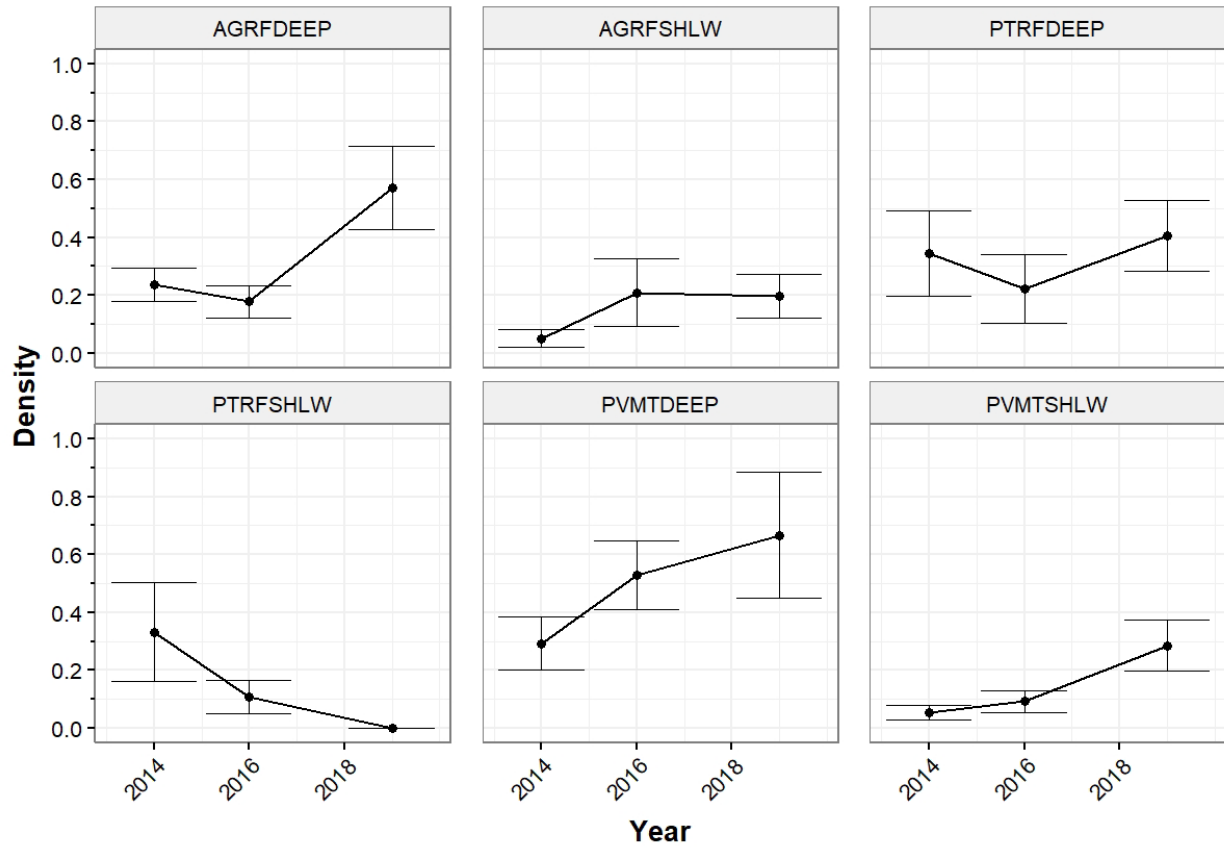 AGRFDEEP AGRFSHLW PTRFDEEP
1.0
0.8
0.6
0.4
0.2
0.0
PTRFSHLW PVMTDEEP PVMTSHLW
1.0
0.8
0.6
0.4
0.2
0.0
Density
2014 2016 2018 2014 2016 2018 2014 2016 2018
Year